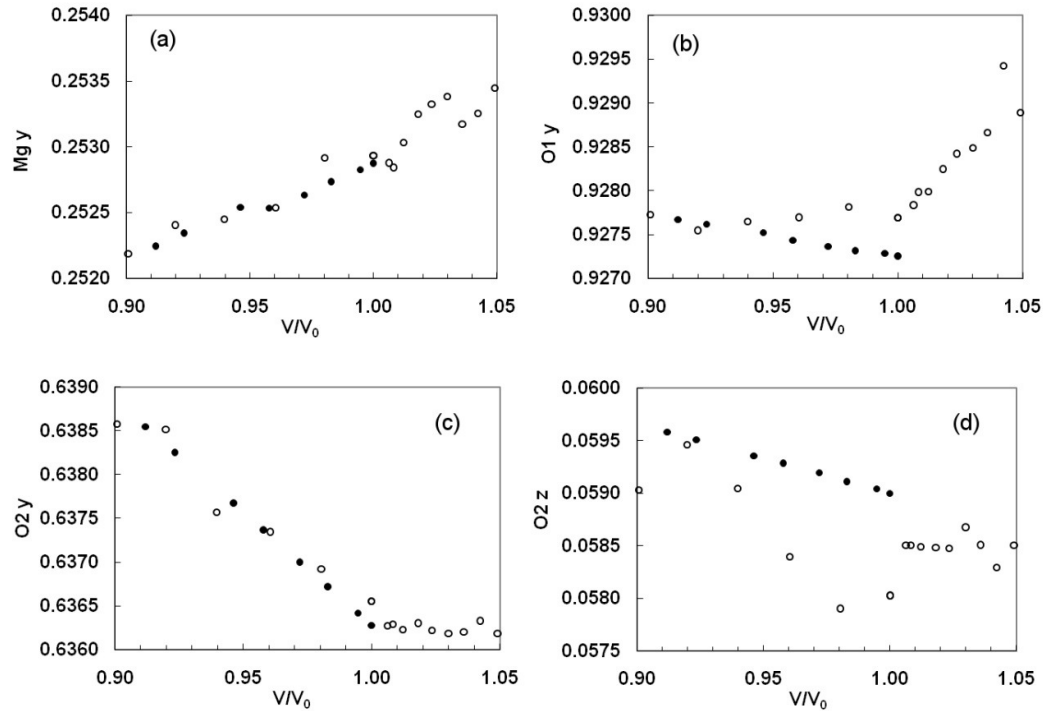 (a)
Mg y
0.2540
0.2535
0.2530
0.2525
0.2520
0.90 0.95 1.00 1.05
V/V0
(b)
O1 y
0.9300
0.9295
0.9290
0.9285
0.9280
0.9275
0.9270
0.90 0.95 1.00 1.05
V/V0
(c)
O2 y
0.6390
0.6385
0.6380
0.6375
0.6370
0.6365
0.6360
0.90 0.95 1.00 1.05
V/V0
(d)
O2 z
0.0600
0.0595
0.0590
0.0585
0.0580
0.0575
0.90 0.95 1.00 1.05
V/V0